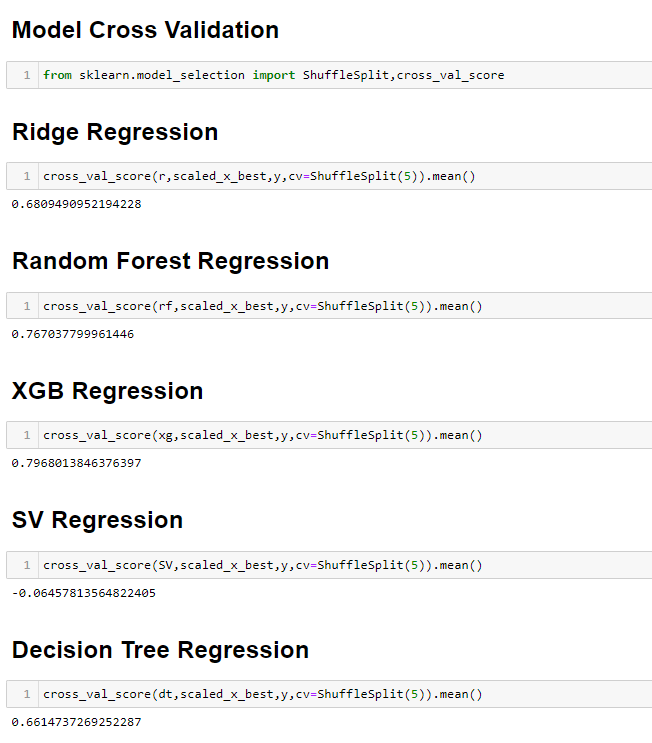 Model Cross Validation
1 from sklearn.model_selection import ShuffleSplit,cross_val_score
Ridge Regression
1 cross_val_score(r,scaled_x_best,y,cv=ShuffleSplit(5)).mean()
0.6809490952194228
Random Forest Regression
1 cross_val_score(rf,scaled_x_best,y,cv=ShuffleSplit(5)).mean()
0.767037799961446
XGB Regression
1 cross_val_score(xg,scaled_x_best,y,cv=ShuffleSplit(5)).mean()
0.7968013846376397
SV Regression
1 cross_val_score(SV,scaled_x_best,y,cv=ShuffleSplit(5)).mean()
-0.06457813564822405
Decision Tree Regression
1 cross_val_score(dt,scaled_x_best,y,cv=ShuffleSplit(5)).mean()
0.6614737269252287